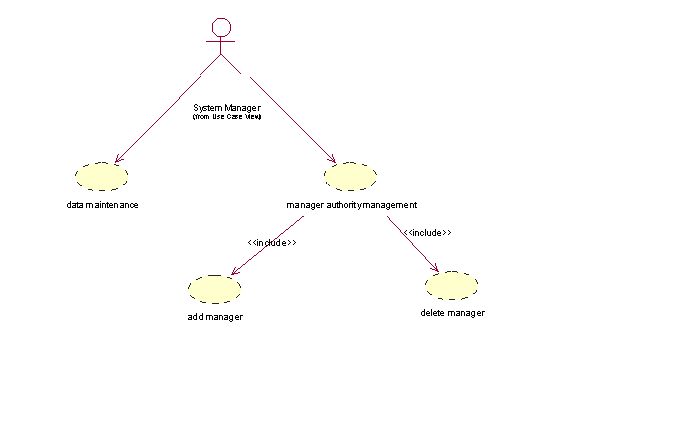 System Manager
(from Use Case View)
data maintenance
manager authority management
<<include>>
<<include>>
add manager
delete manager